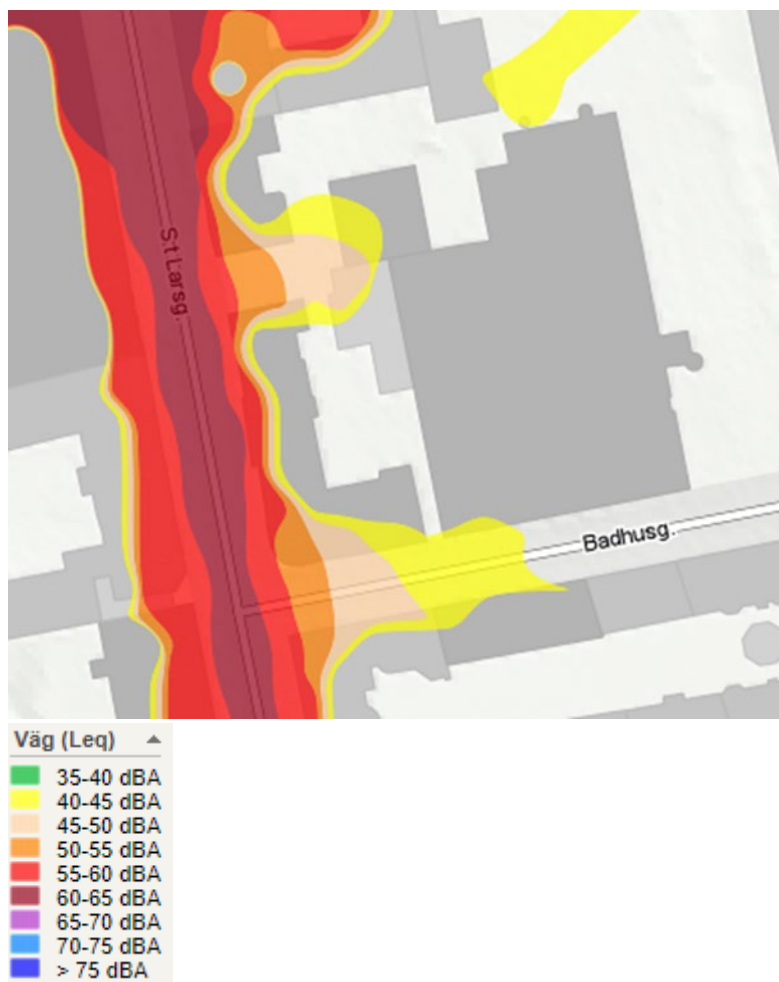 S:t Larsg.
Badhusg.
Väg (Leq)
35-40 dBA
40-45 dBA
45-50 dBA
50-55 dBA
55-60 dBA
60-65 dBA
65-70 dBA
70-75 dBA
> 75 dBA